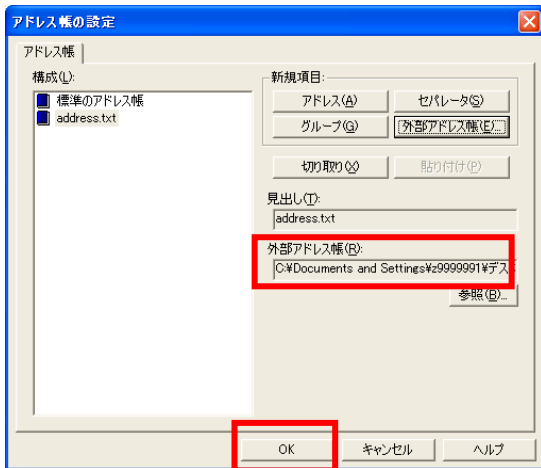 アドレス帳の設定
アドレス帳
構成(L):
標準のアドレス帳
address.txt
新規項目:
アドレス(A)
セパレータ(S)
グループ(G)
外部アドレス帳(E)...
切り取り(X)
貼り付け(P)
見出し(T):
address.txt
外部アドレス帳(R):
C:¥Documents and Settings¥z9999991¥デス
参照(B)...
OK
キャンセル
ヘルプ